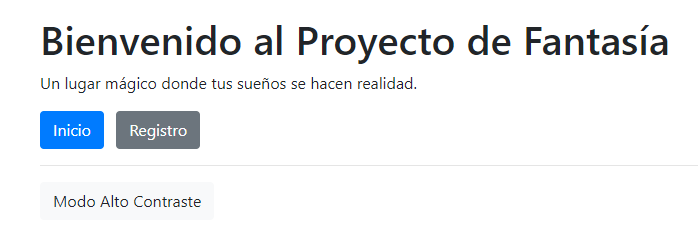 Bienvenido al Proyecto de Fantasía
Un lugar mágico donde tus sueños se hacen realidad.
Inicio Registro
Modo Alto Contraste